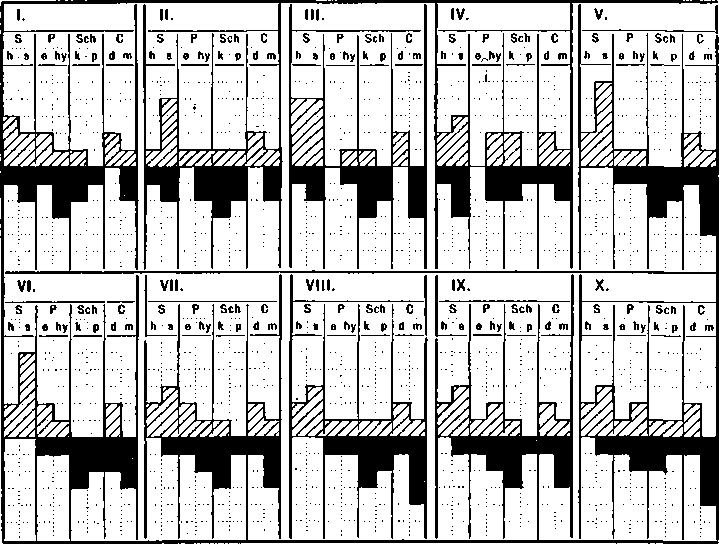 I. II. III. IV. V.
S P Sch C S P Sch C S P Sch C S P Sch C S P Sch C
h s e hy k p d m h s e hy k p d m h s e hy k p d m h s e hy k p d m h s e hy k p d m
VI. VII. VIII. IX. X.
S P Sch C S P Sch C S P Sch C S P Sch C S P Sch C
h s e hy k p d m h s e hy k p d m h s e hy k p d m h s e hy k p d m h s e hy k p d m